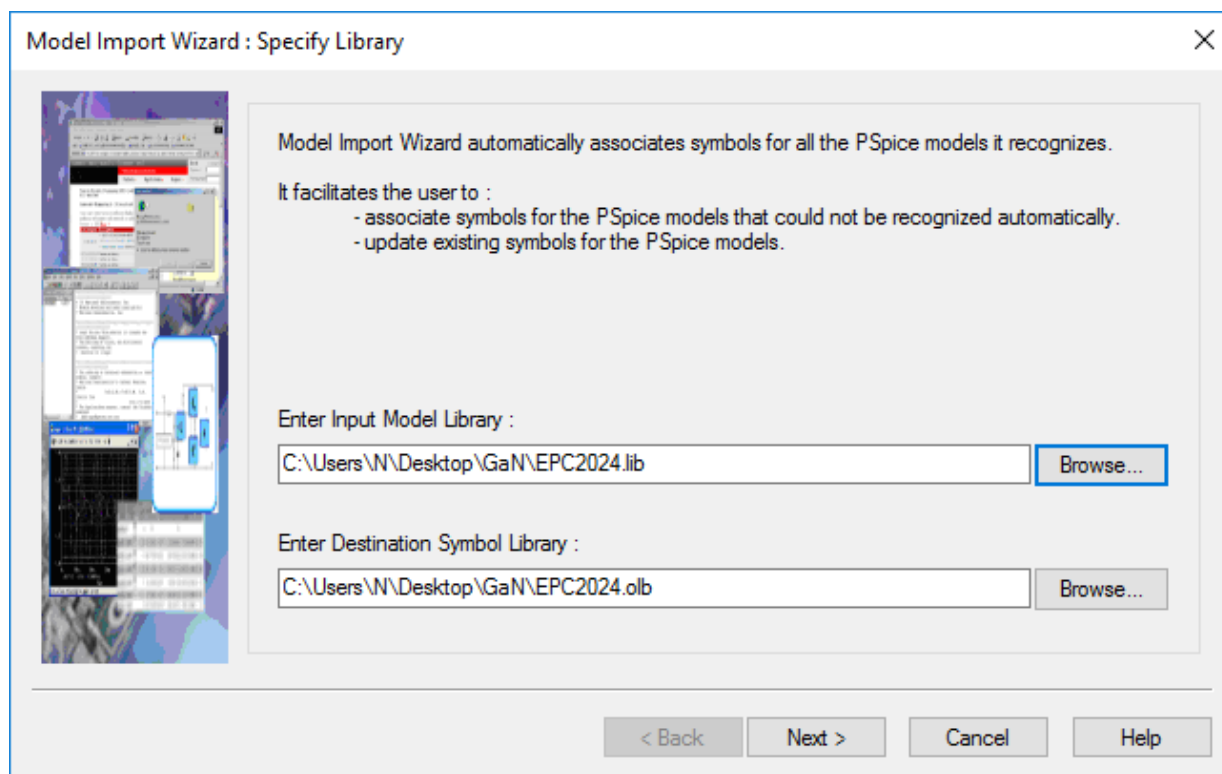 Model Import Wizard : Specify Library
Model Import Wizard automatically associates symbols for all the PSpice models it recognizes.
It facilitates the user to :
- associate symbols for the PSpice models that could not be recognized automatically.
- update existing symbols for the PSpice models.
Enter Input Model Library :
C:\Users\N\Desktop\GaN\EPC2024.lib
Browse...
Enter Destination Symbol Library :
C:\Users\N\Desktop\GaN\EPC2024.olb
Browse...
< Back
Next >
Cancel
Help